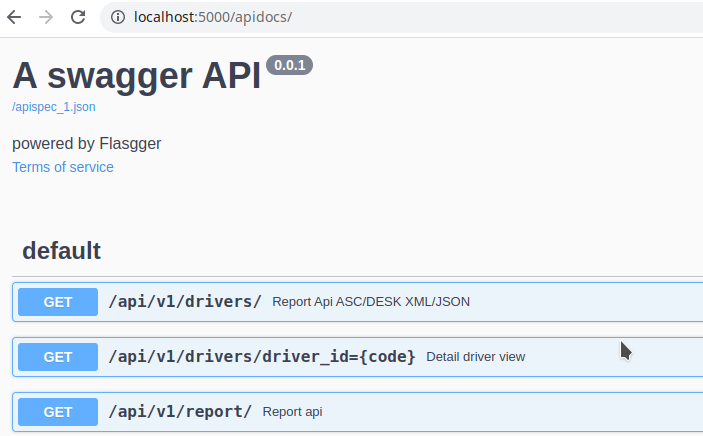 localhost:5000/apidocs/
A swagger API 0.0.1
/apispec_1.json
powered by Flasgger
Terms of service
default
GET /api/v1/drivers/ Report Api ASC/DESK XML/JSON
GET /api/v1/drivers/driver_id={code} Detail driver view
GET /api/v1/report/ Report api